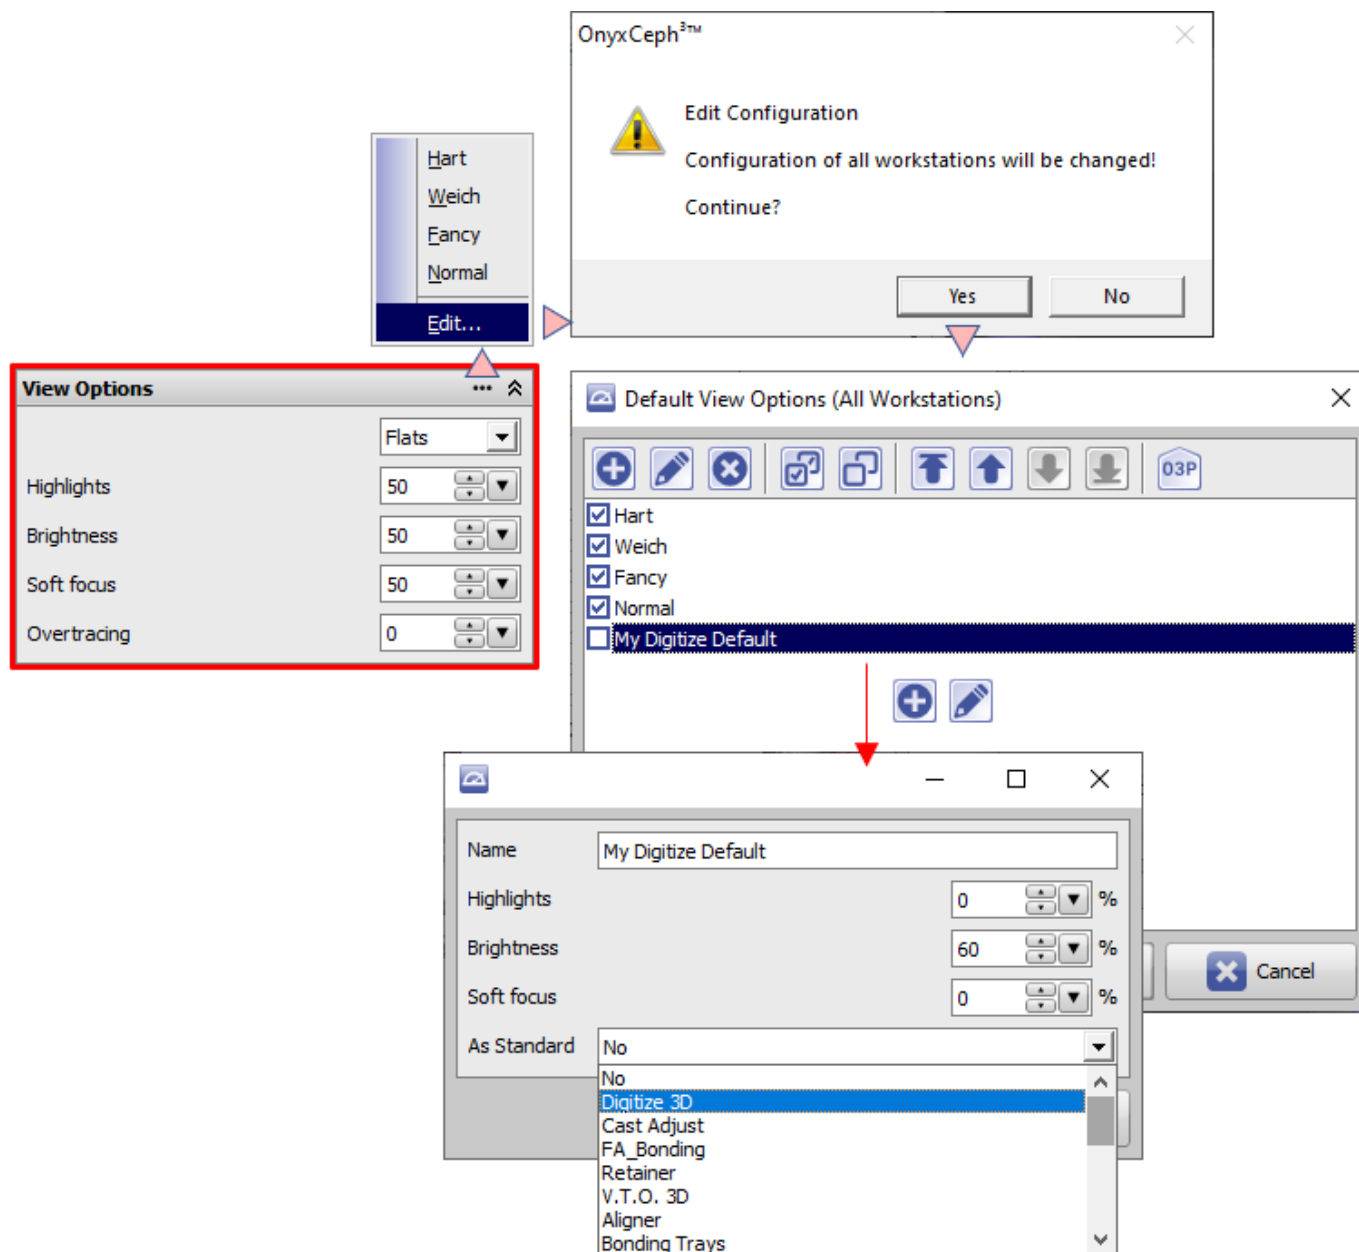 OnyxCeph³™
Edit Configuration
Configuration of all workstations will be changed!
Continue?
Yes
No
Hart
Weich
Fancy
Normal
Edit...
View Options
Flats
Highlights 50
Brightness 50
Soft focus 50
Overtracing 0
Default View Options (All Workstations)
03P
Hart
Weich
Fancy
Normal
My Digitize Default
Cancel
Name My Digitize Default
Highlights 0 %
Brightness 60 %
Soft focus 0 %
As Standard No
No
Digitize 3D
Cast Adjust
FA_Bonding
Retainer
V.T.O. 3D
Aligner
Bonding Trays